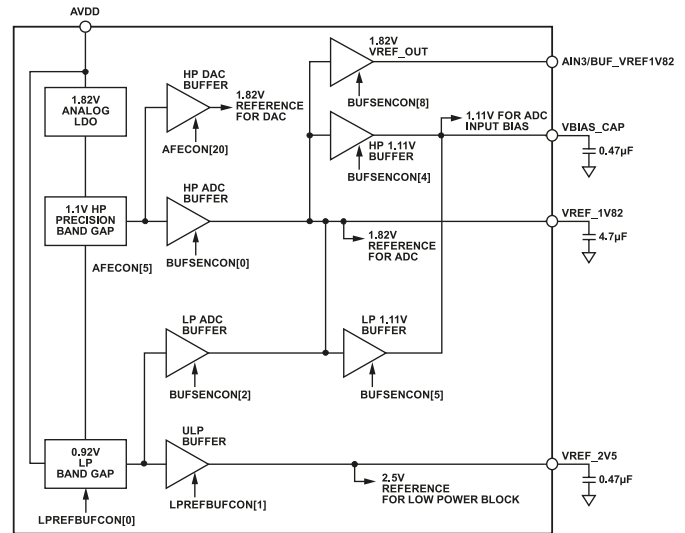 AVDD
1.82V
ANALOG
LDO
HP DAC
BUFFER
1.82V
REFERENCE
FOR DAC
AFECON[20]
1.82V
VREF_OUT
BUFSENCON[8]
AIN3/BUF_VREF1V82
1.11V FOR ADC
INPUT BIAS
HP 1.11V
BUFFER
BUFSENCON[4]
VBIAS_CAP
0.47µF
1.1V HP
PRECISION
BAND GAP
AFECON[5]
HP ADC
BUFFER
BUFSENCON[0]
1.82V
REFERENCE
FOR ADC
VREF_1V82
4.7µF
LP ADC
BUFFER
BUFSENCON[2]
LP 1.11V
BUFFER
BUFSENCON[5]
0.92V
LP
BAND GAP
LPREFBUFCON[0]
ULP
BUFFER
LPREFBUFCON[1]
2.5V
REFERENCE
FOR LOW POWER BLOCK
VREF_2V5
0.47µF